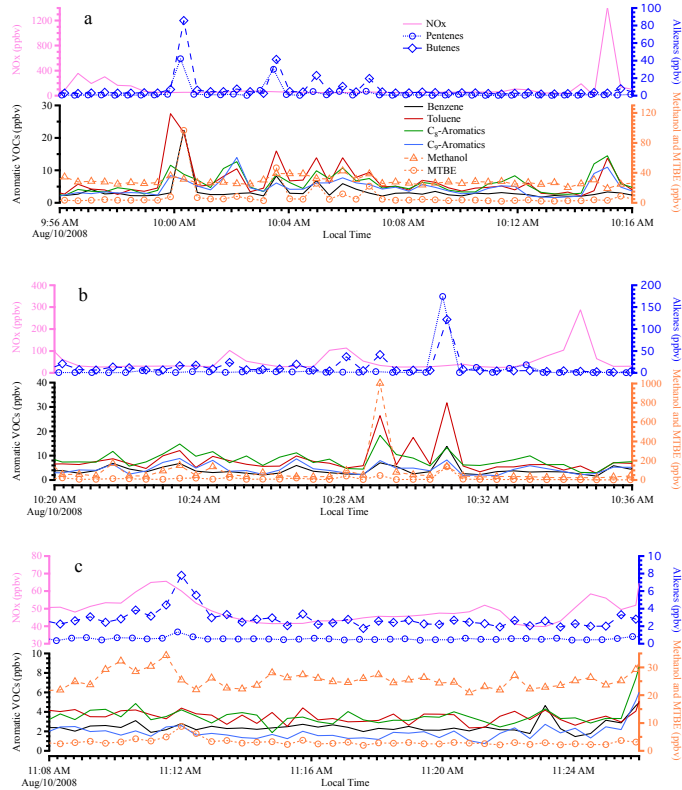 a
NOx (ppbv)
1200
800
400
0
NOx
Pentenes
Butenes
100
80
60
40
20
0
Alkenes (ppbv)
Aromatic VOCs (ppbv)
30
25
20
15
10
5
0
Benzene
Toluene
C8-Aromatics
C9-Aromatics
Methanol
MTBE
120
80
40
0
Methanol and MTBE (ppbv)
9:56 AM 10:00 AM 10:04 AM 10:08 AM 10:12 AM 10:16 AM
Aug/10/2008 Local Time
b
NOx (ppbv)
400
300
200
100
0
200
150
100
50
0
Alkenes (ppbv)
Aromatic VOCs (ppbv)
40
30
20
10
0
1000
800
600
400
200
0
Methanol and MTBE (ppbv)
10:20 AM 10:24 AM 10:28 AM 10:32 AM 10:36 AM
Aug/10/2008 Local Time
c
NOx (ppbv)
80
70
60
50
40
30
10
8
6
4
2
0
Alkenes (ppbv)
Aromatic VOCs (ppbv)
10
8
6
4
2
0
30
20
10
0
Methanol and MTBE (ppbv)
11:08 AM 11:12 AM 11:16 AM 11:20 AM 11:24 AM
Aug/10/2008 Local Time